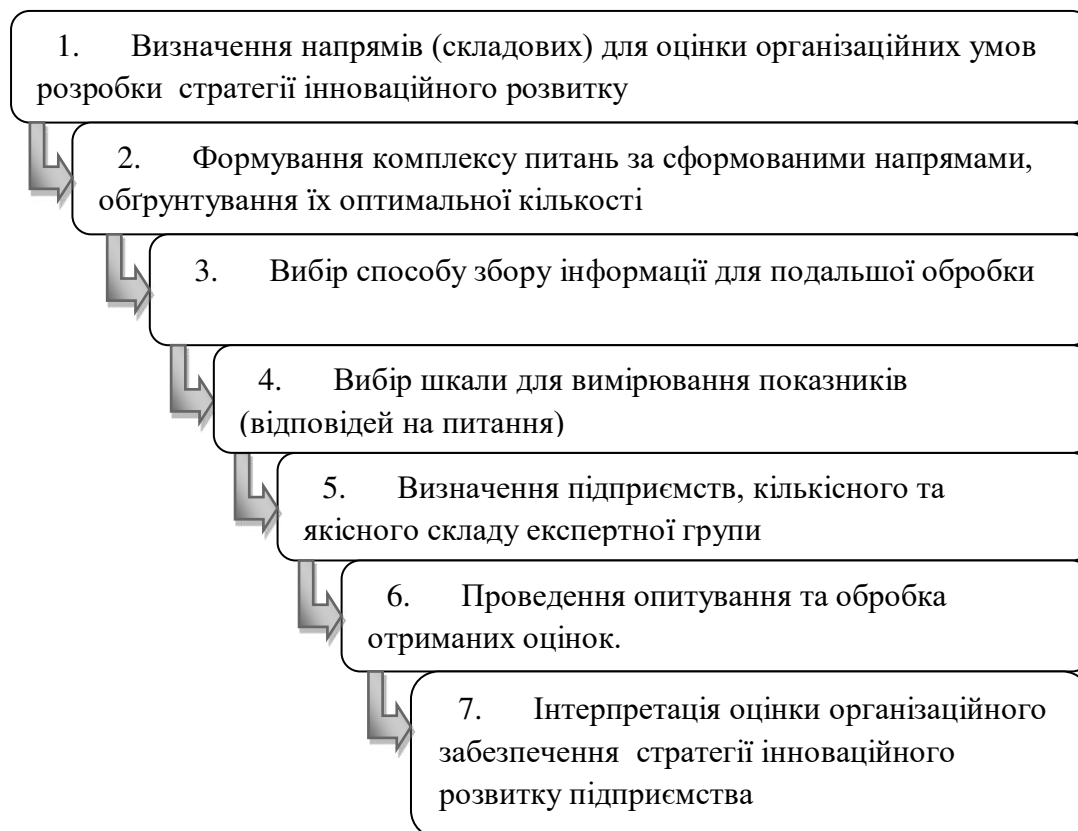 1. Визначення напрямів (складових) для оцінки організаційних умов
розробки стратегії інноваційного розвитку
2. Формування комплексу питань за сформованими напрямами,
обґрунтування їх оптимальної кількості
3. Вибір способу збору інформації для подальшої обробки
4. Вибір шкали для вимірювання показників
(відповідей на питання)
5. Визначення підприємств, кількісного та
якісного складу експертної групи
6. Проведення опитування та обробка
отриманих оцінок.
7. Інтерпретація оцінки організаційного
забезпечення стратегії інноваційного
розвитку підприємства